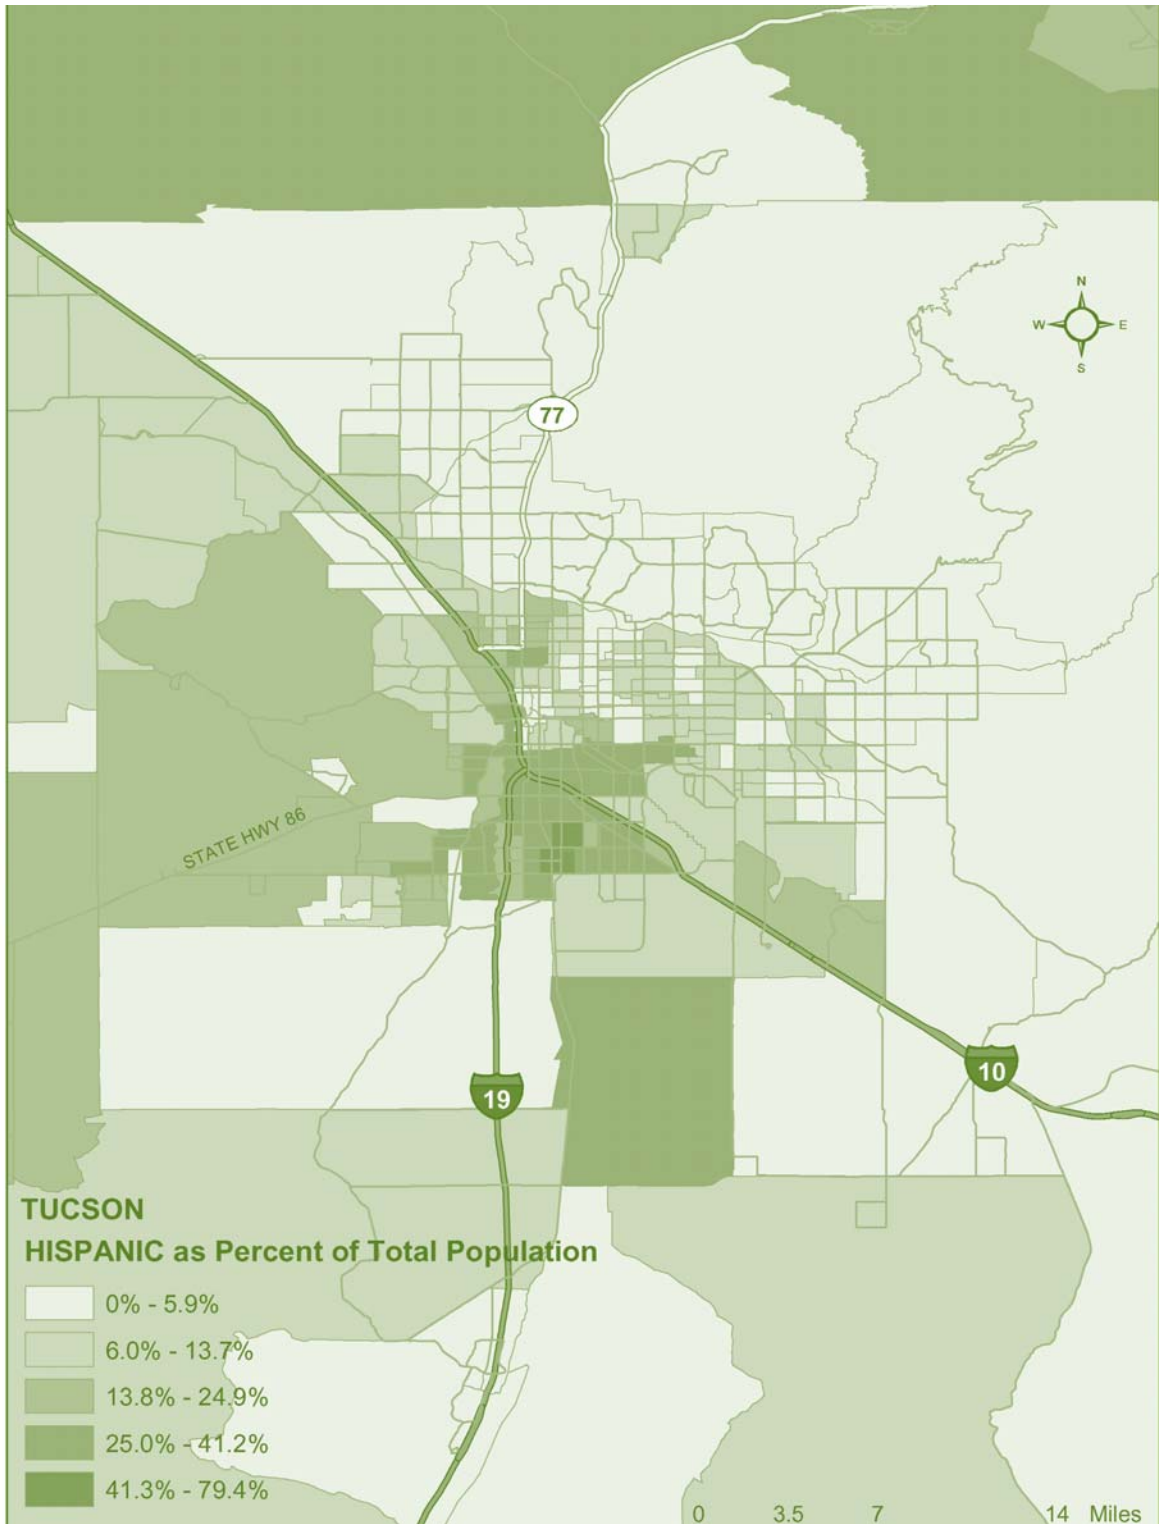 N
W E
S
77
STATE HWY 86
10
19
TUCSON
HISPANIC as Percent of Total Population
0% - 5.9%
6.0% - 13.7%
13.8% - 24.9%
25.0% - 41.2%
41.3% - 79.4%
0 3.5 7 14 Miles